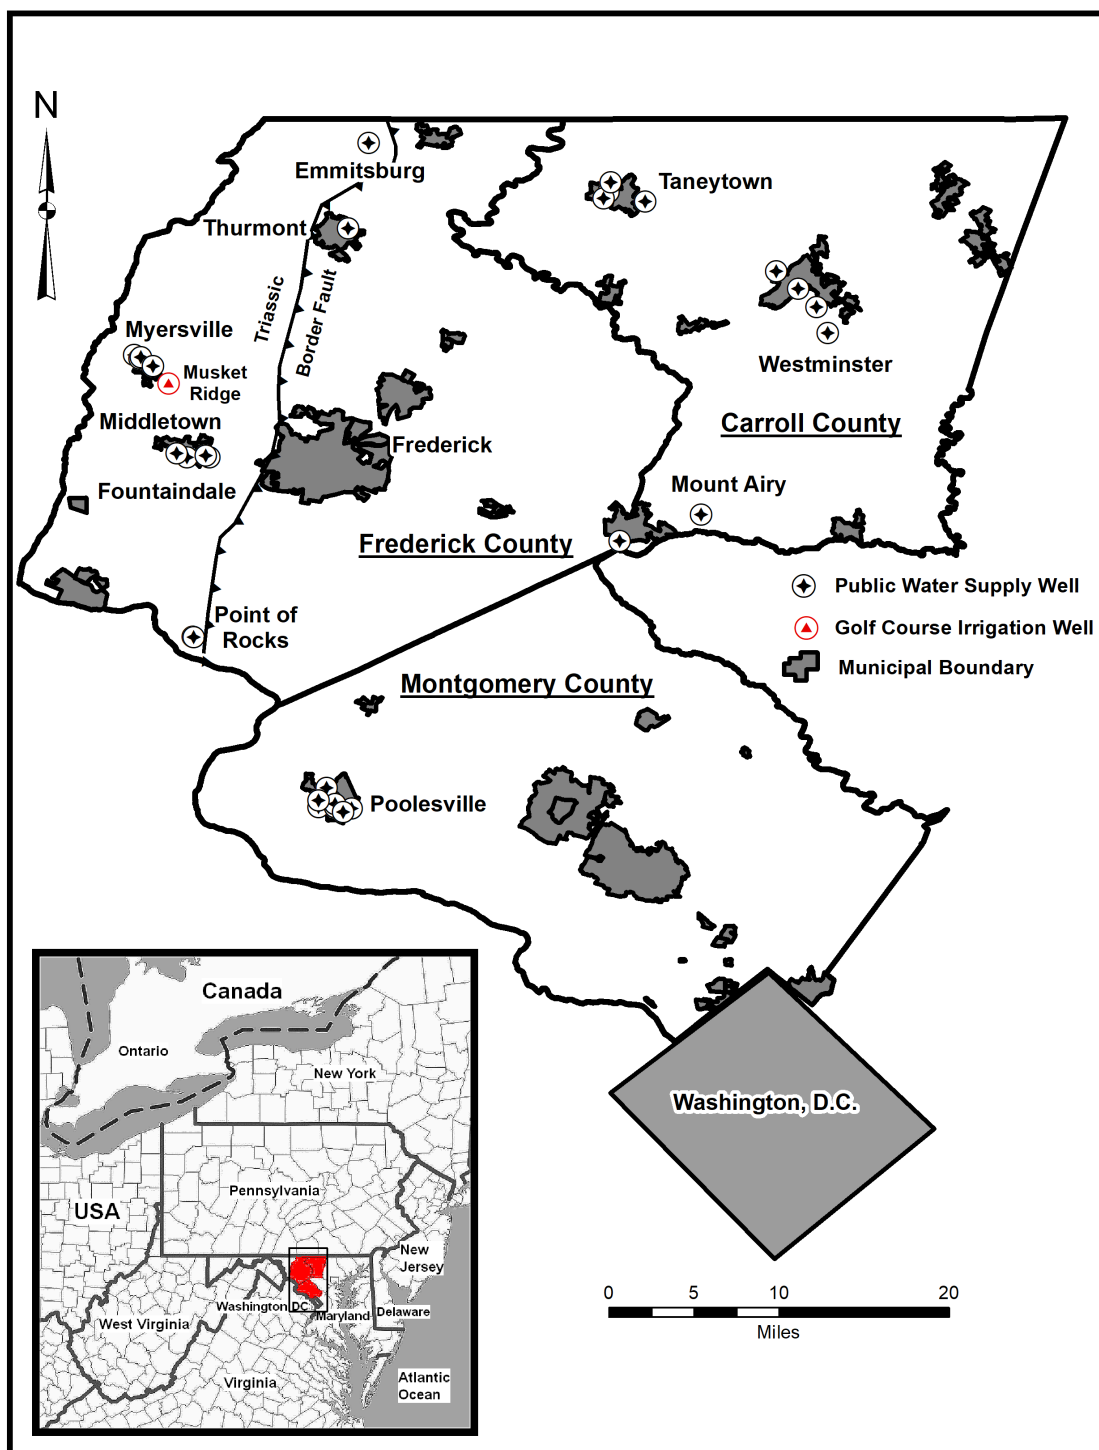 N
Emmitsburg
Taneytown
Thurmont
Triassic
Border Fault
Myersville
Musket
Ridge
Westminster
Middletown
Carroll County
Frederick
Mount Airy
Fountaindale
Frederick County
Public Water Supply Well
Point of
Rocks
Golf Course Irrigation Well
Municipal Boundary
Montgomery County
Poolesville
Canada
Ontario
New York
Washington, D.C.
Pennsylvania
USA
New
Jersey
Washington DC
Maryland
Delaware
West Virginia
Virginia
Atlantic
Ocean
0 5 10 20
Miles